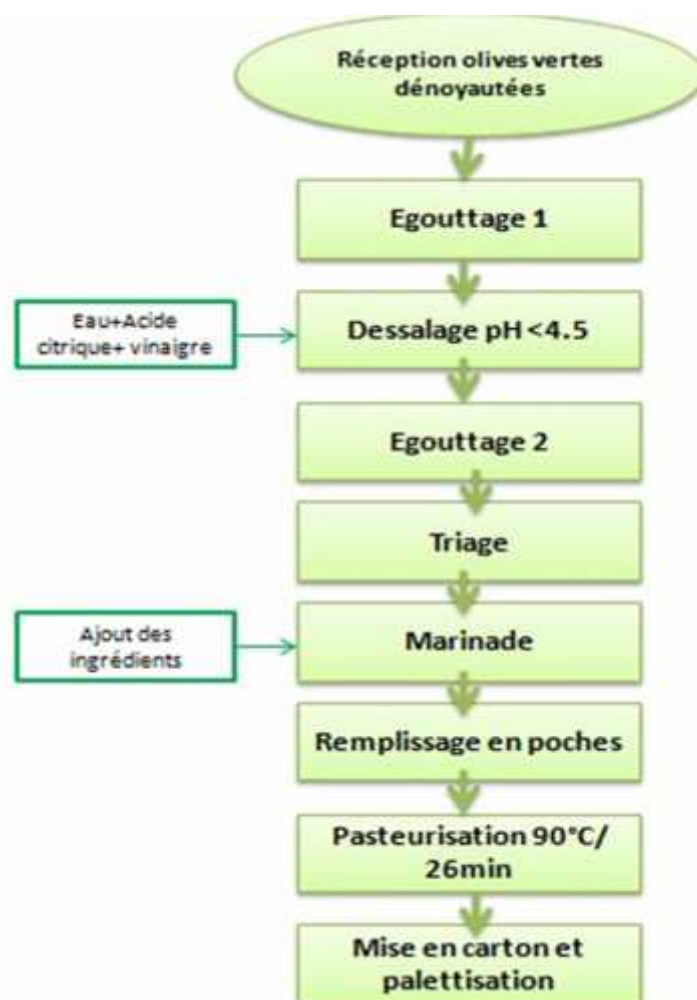 Réception olives vertes
dénoyautées
Egouttage 1
Eau+Acide
citrique+ vinaigre
Dessalage pH <4.5
Egouttage 2
Triage
Ajout des
ingrédients
Marinade
Remplissage en poches
Pasteurisation 90°C/
26min
Mise en carton et
palettisation